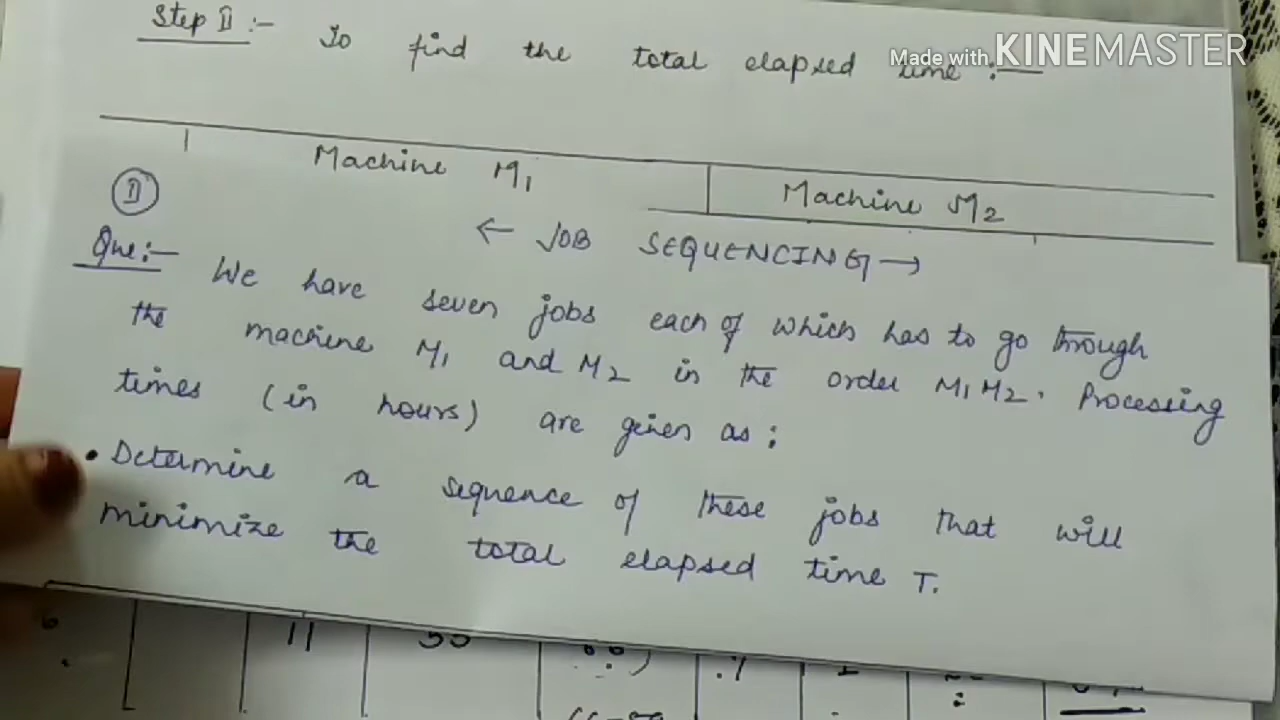 Step II :- To find the total elapsed time :—
Made with KINEMASTER
Machine M1 Machine M2
II
← JOB SEQUENCING →
Que:- We have seven jobs each of which has to go through
the machine M1 and M2 in the order M1 M2. Processing
times (in hours) are given as :
• Determine a sequence of these jobs that will
minimize the total elapsed time T.
11